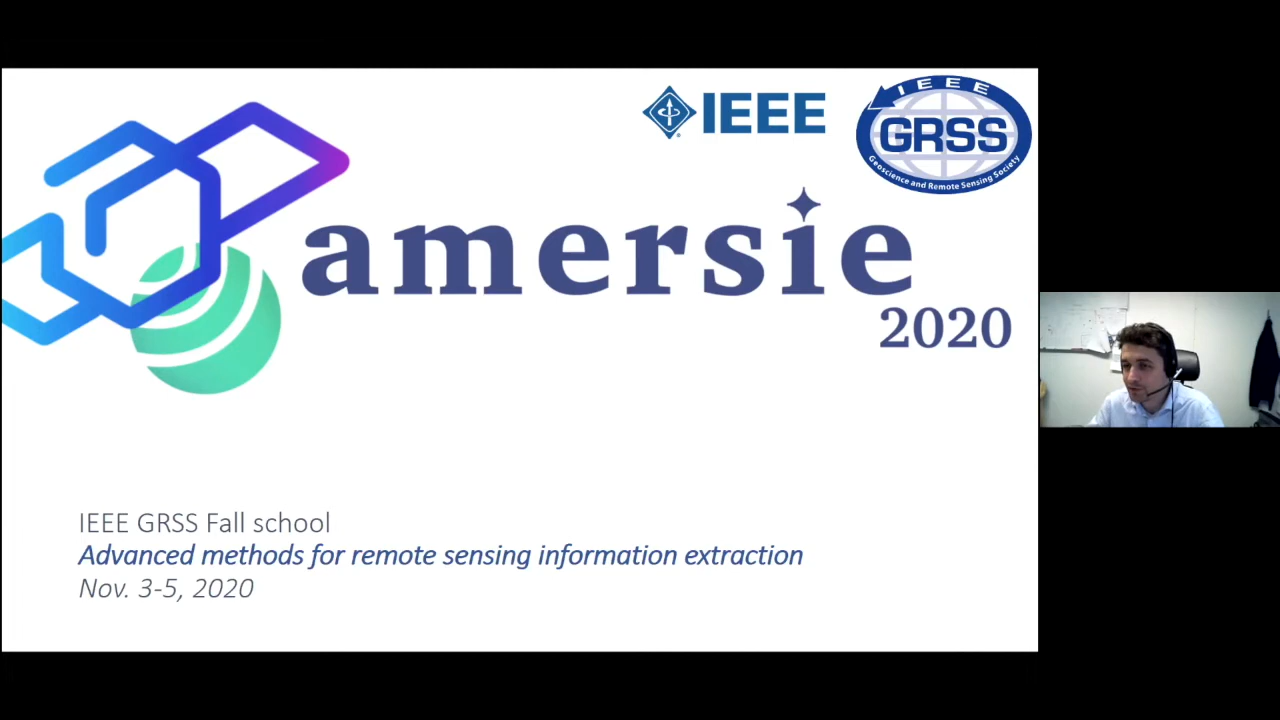 IEEE
IEEE
GRSS
Geoscience and Remote Sensing Society
amersie
2020
IEEE GRSS Fall school
Advanced methods for remote sensing information extraction
Nov. 3-5, 2020